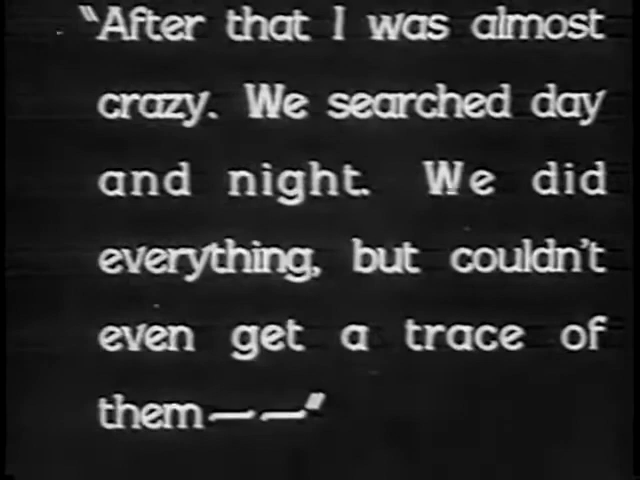 "After that I was almost
crazy. We searched day
and night. We did
everything, but couldn't
even get a trace of
them — —"